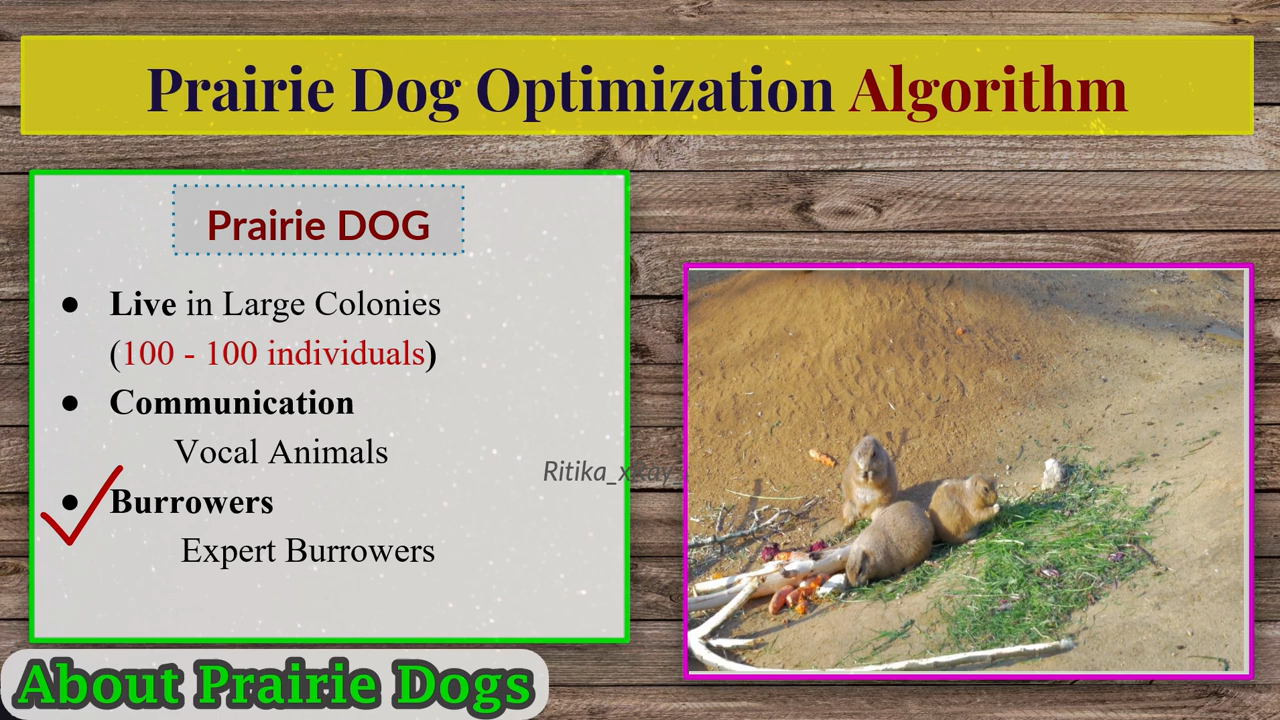 Prairie Dog Optimization Algorithm
Prairie DOG
● Live in Large Colonies
(100 - 100 individuals)
● Communication
Vocal Animals
● Burrowers
Expert Burrowers
About Prairie Dogs